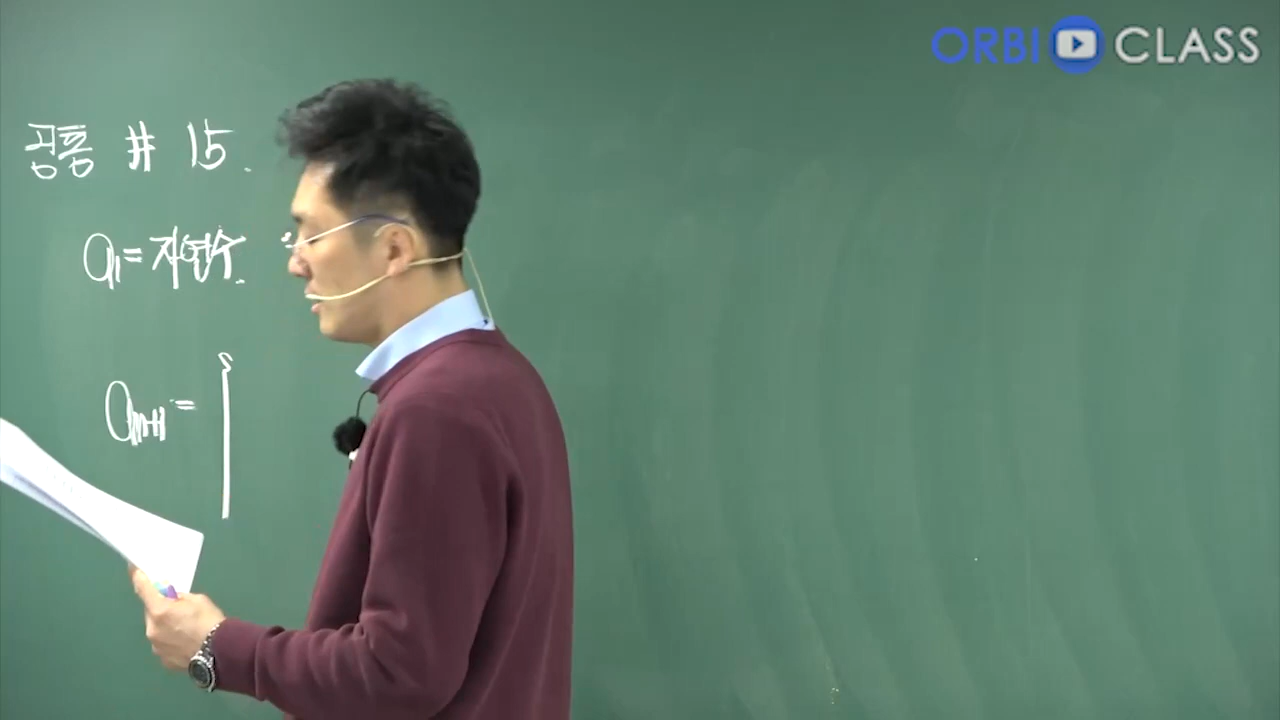 ORBI CLASS
공통 # 15.
a₁ = 자연수.
aₙ₊₁ =